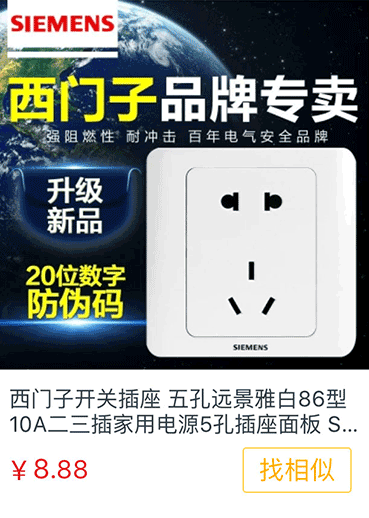 SIEMENS
西门子品牌专卖
强阻燃性 耐冲击 百年电气安全品牌
升级
新品
20位数字
防伪码
SIEMENS
西门子开关插座 五孔远景雅白86型
10A二三插家用电源5孔插座面板 S...
¥8.88
找相似